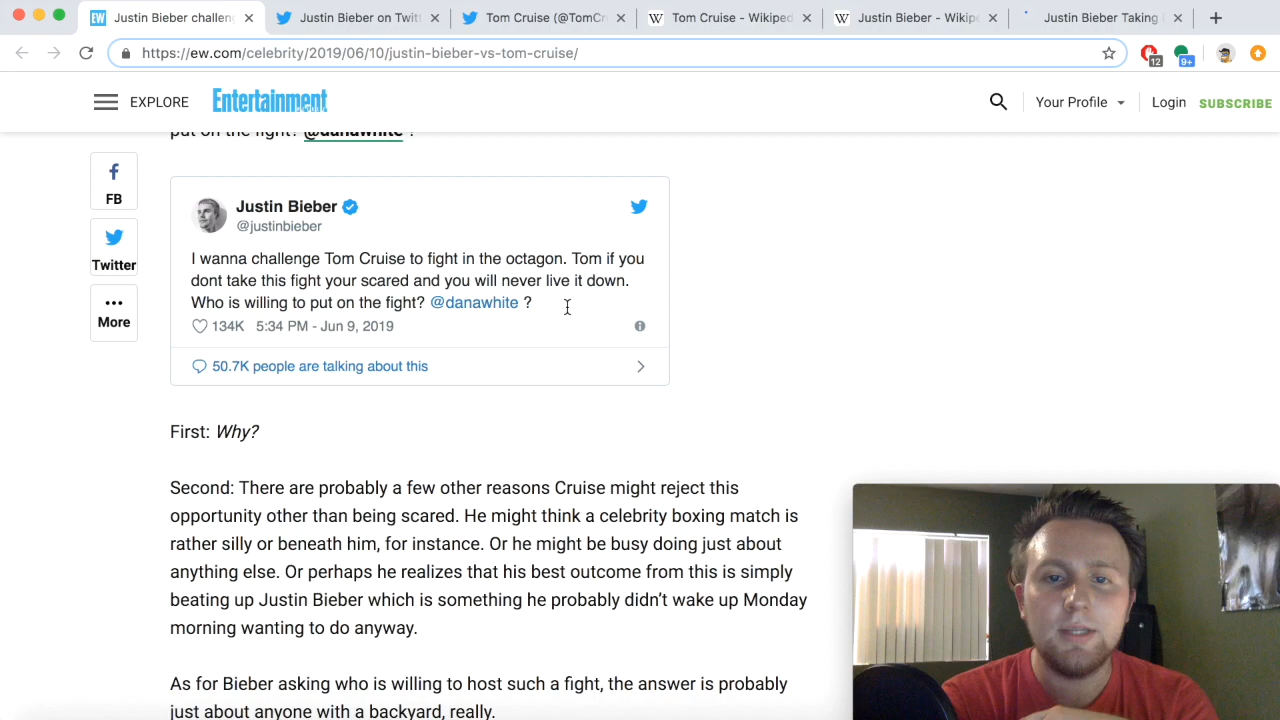 Justin Bieber challen
Justin Bieber on Twitt
Tom Cruise (@TomCr
Tom Cruise - Wikiped
Justin Bieber - Wikip
Justin Bieber Taking
https://ew.com/celebrity/2019/06/10/justin-bieber-vs-tom-cruise/
12
9+
EXPLORE
Entertainment
Your Profile
Login
SUBSCRIBE
put on the fight? @danawhite ?
FB
Twitter
More
Justin Bieber
@justinbieber
I wanna challenge Tom Cruise to fight in the octagon. Tom if you
dont take this fight your scared and you will never live it down.
Who is willing to put on the fight? @danawhite ?
134K 5:34 PM - Jun 9, 2019
50.7K people are talking about this
First: Why?
Second: There are probably a few other reasons Cruise might reject this
opportunity other than being scared. He might think a celebrity boxing match is
rather silly or beneath him, for instance. Or he might be busy doing just about
anything else. Or perhaps he realizes that his best outcome from this is simply
beating up Justin Bieber which is something he probably didn't wake up Monday
morning wanting to do anyway.
As for Bieber asking who is willing to host such a fight, the answer is probably
just about anyone with a backyard, really.